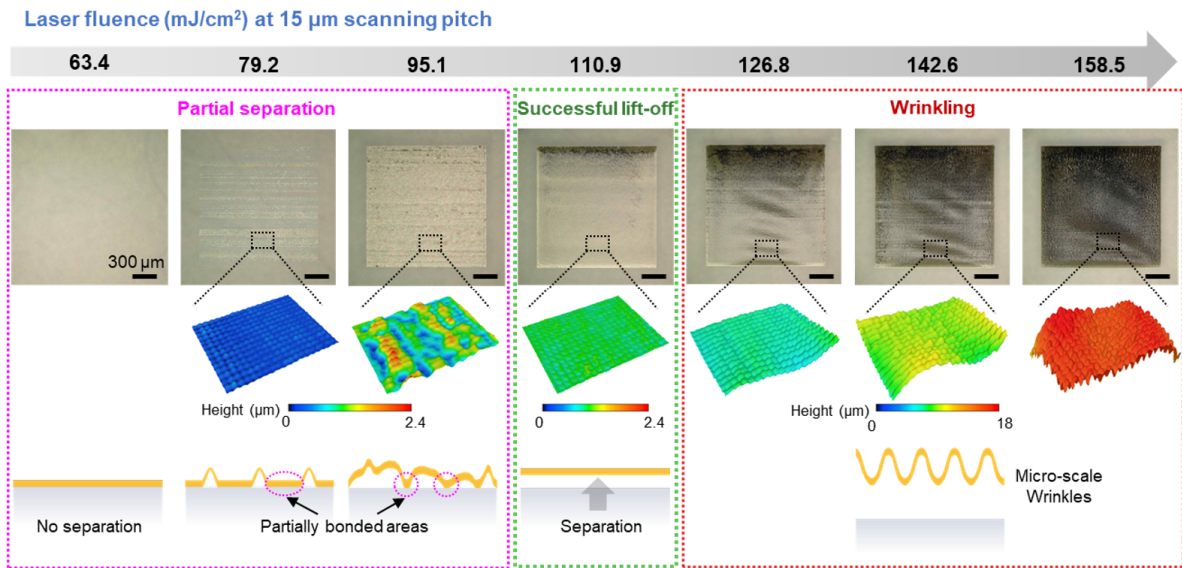 Laser fluence (mJ/cm²) at 15 μm scanning pitch
63.4 79.2 95.1 110.9 126.8 142.6 158.5
Partial separation
Successful lift-off
Wrinkling
300 μm
Height (μm)
0 2.4
0 2.4
Height (μm)
0 18
No separation
Partially bonded areas
Separation
Micro-scale
Wrinkles